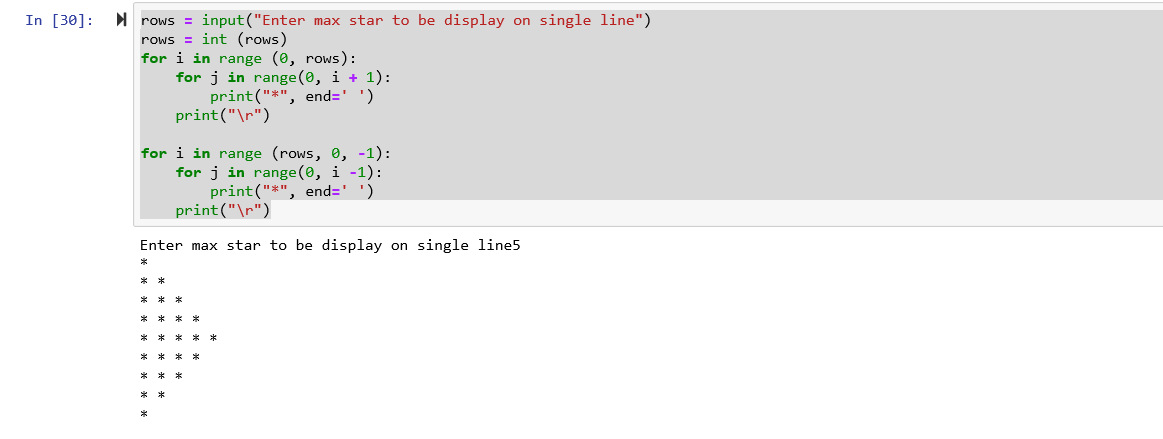 In [30]:
rows = input("Enter max star to be display on single line")
rows = int (rows)
for i in range (0, rows):
    for j in range(0, i + 1):
        print("*", end=' ')
    print("\r")

for i in range (rows, 0, -1):
    for j in range(0, i -1):
        print("*", end=' ')
    print("\r")
Enter max star to be display on single line5
*
* *
* * *
* * * *
* * * * *
* * * *
* * *
* *
*